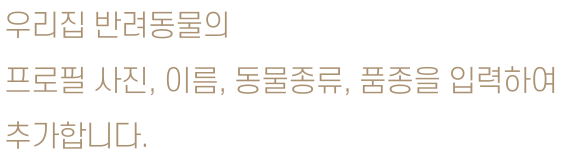 우리집 반려동물의
프로필 사진, 이름, 동물종류, 품종을 입력하여
추가합니다.